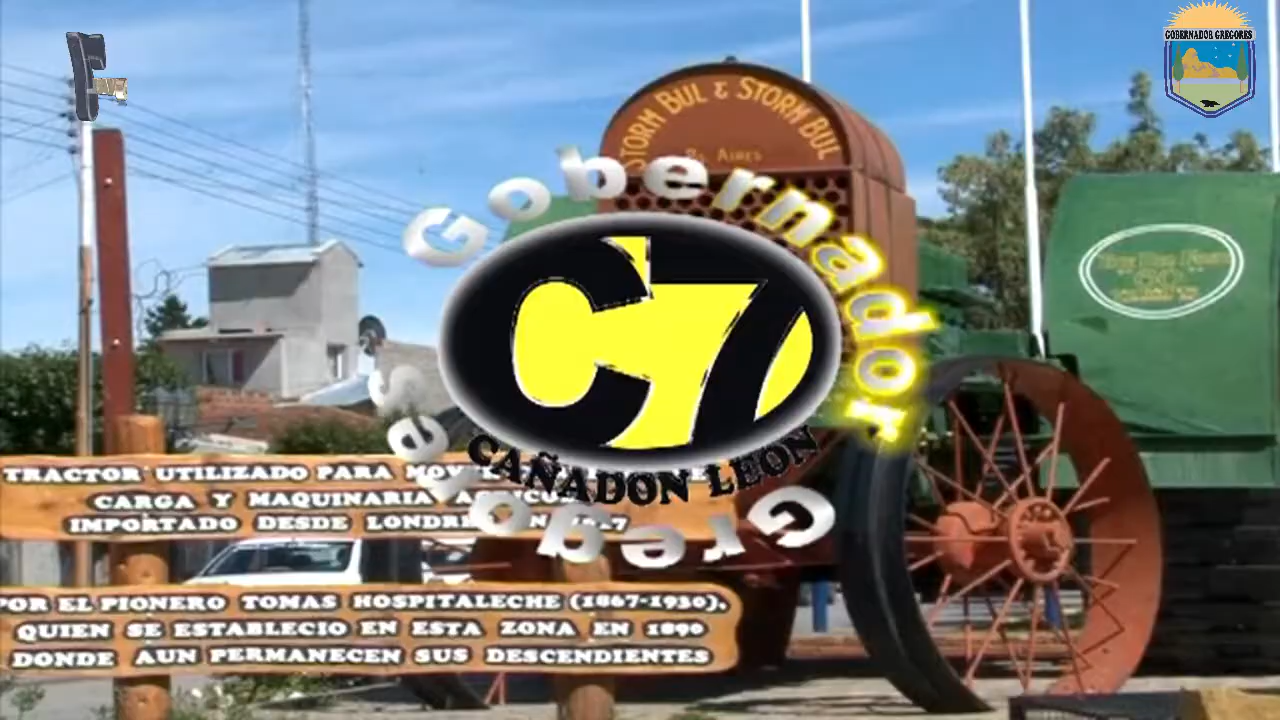 GOBERNADOR GREGORES
STORM BUL & STORM BUL
Bs AIRES
Gobernador
Gregores
C7
CAÑADON LEON
TRACTOR UTILIZADO PARA
CARGA Y MAQUINARIA
IMPORTADO DESDE
POR EL PIONERO TOMAS HOSPITALECHE (1867-1930),
QUIEN SE ESTABLECIO EN ESTA ZONA EN 1890
DONDE AUN PERMANECEN SUS DESCENDIENTES